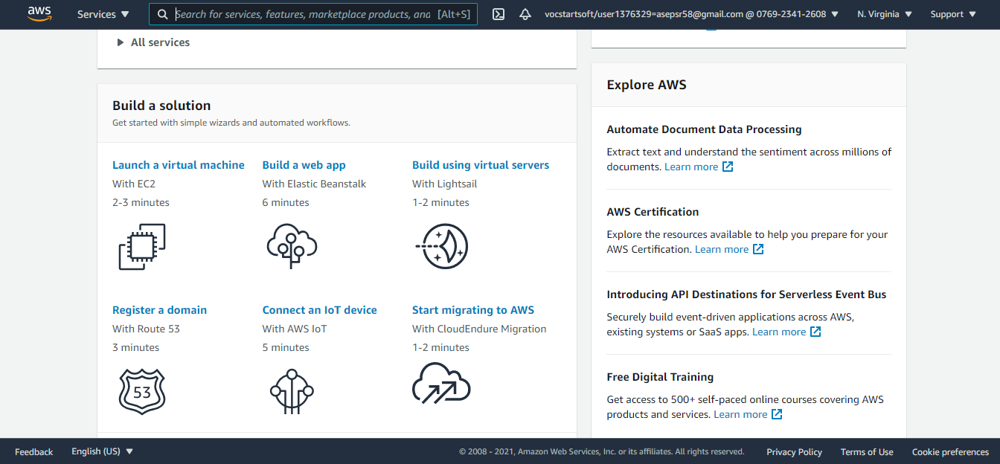 aws
Services
Search for services, features, marketplace products, and
[Alt+S]
vocstartsoft/user1376329=asepsr58@gmail.com @ 0769-2341-2608
N. Virginia
Support
All services
Build a solution
Get started with simple wizards and automated workflows.
Launch a virtual machine
With EC2
2-3 minutes
Build a web app
With Elastic Beanstalk
6 minutes
Build using virtual servers
With Lightsail
1-2 minutes
Register a domain
With Route 53
3 minutes
53
Connect an IoT device
With AWS IoT
5 minutes
Start migrating to AWS
With CloudEndure Migration
1-2 minutes
Explore AWS
Automate Document Data Processing
Extract text and understand the sentiment across millions of
documents. Learn more
AWS Certification
Explore the resources available to help you prepare for your
AWS Certification. Learn more
Introducing API Destinations for Serverless Event Bus
Securely build event-driven applications across AWS,
existing systems or SaaS apps. Learn more
Free Digital Training
Get access to 500+ self-paced online courses covering AWS
products and services. Learn more
Feedback
English (US)
© 2008 - 2021, Amazon Web Services, Inc. or its affiliates. All rights reserved.
Privacy Policy
Terms of Use
Cookie preferences